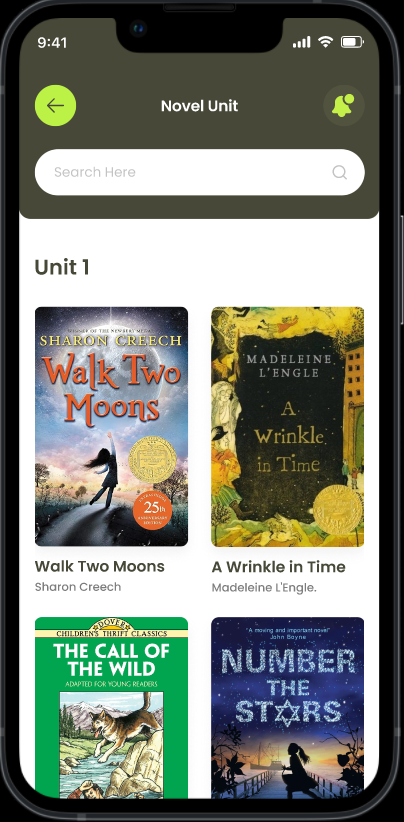 9:41
Novel Unit
Search Here
Unit 1
WINNER OF THE NEWBERY MEDAL
SHARON CREECH
Walk Two
Moons
25th
ANNIVERSARY
EDITION
Walk Two Moons
Sharon Creech
MADELEINE
L'ENGLE
A
Wrinkle
in Time
A Wrinkle in Time
Madeleine L'Engle.
DOVER
CHILDREN'S THRIFT CLASSICS
THE CALL OF
THE WILD
ADAPTED FOR YOUNG READERS
"A moving and important novel"
John Boyne
NUMBER
THE
STARS